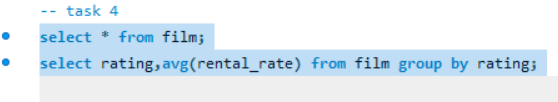 -- task 4
select * from film;
select rating,avg(rental_rate) from film group by rating;